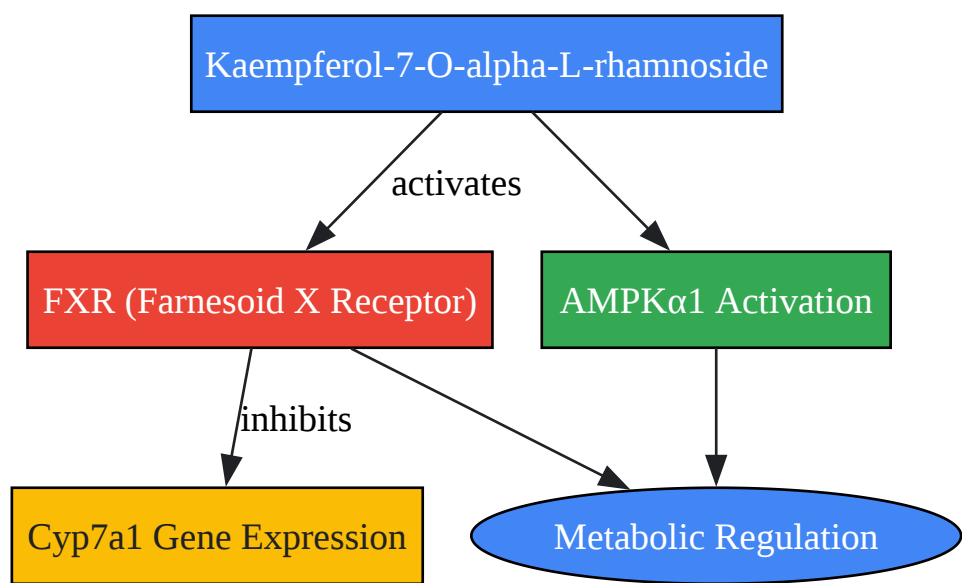 Kaempferol-7-O-alpha-L-rhamnoside
activates
FXR (Farnesoid X Receptor)
AMPKα1 Activation
inhibits
Cyp7a1 Gene Expression
Metabolic Regulation